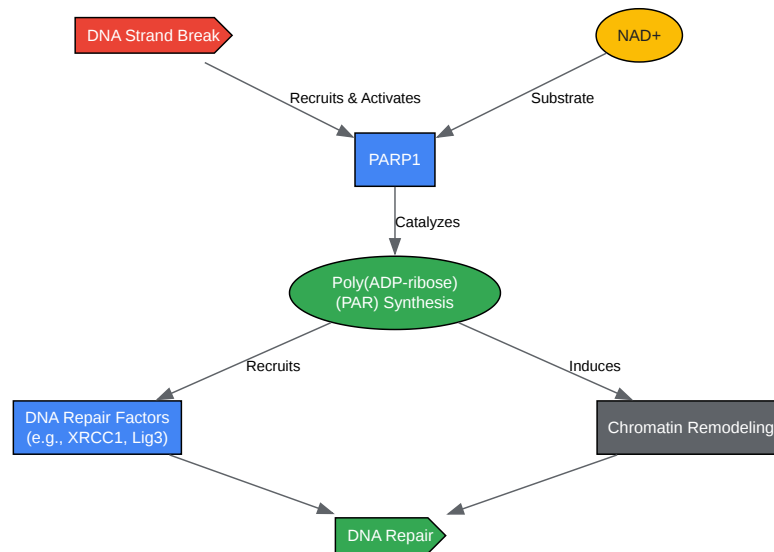 DNA Strand Break
NAD+
Recruits & Activates
Substrate
PARP1
Catalyzes
Poly(ADP-ribose)
(PAR) Synthesis
Recruits
Induces
DNA Repair Factors
(e.g., XRCC1, Lig3)
Chromatin Remodeling
DNA Repair